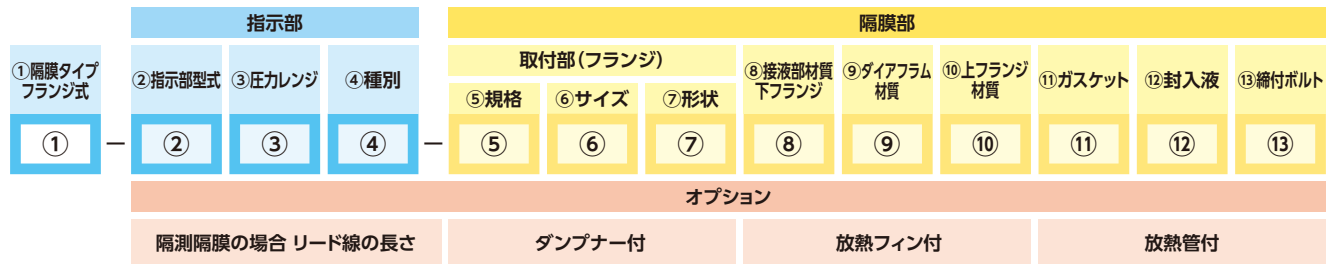 指示部
隔膜部
①隔膜タイプ
フランジ式
②指示部型式
③圧力レンジ
④種別
取付部(フランジ)
⑤規格
⑥サイズ
⑦形状
⑧接液部材質
下フランジ
⑨ダイアフラム
材質
⑩上フランジ
材質
⑪ガスケット
⑫封入液
⑬締付ボルト
① − ② ③ ④ − ⑤ ⑥ ⑦ ⑧ ⑨ ⑩ ⑪ ⑫ ⑬
オプション
隔測隔膜の場合 リード線の長さ
ダンプナー付
放熱フィン付
放熱管付